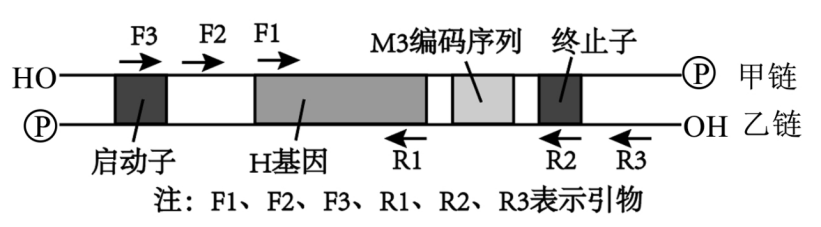 F3 F2 F1 M3编码序列 终止子
HO P 甲链
P OH 乙链
启动子 H基因 R1 R2 R3
注：F1、F2、F3、R1、R2、R3表示引物